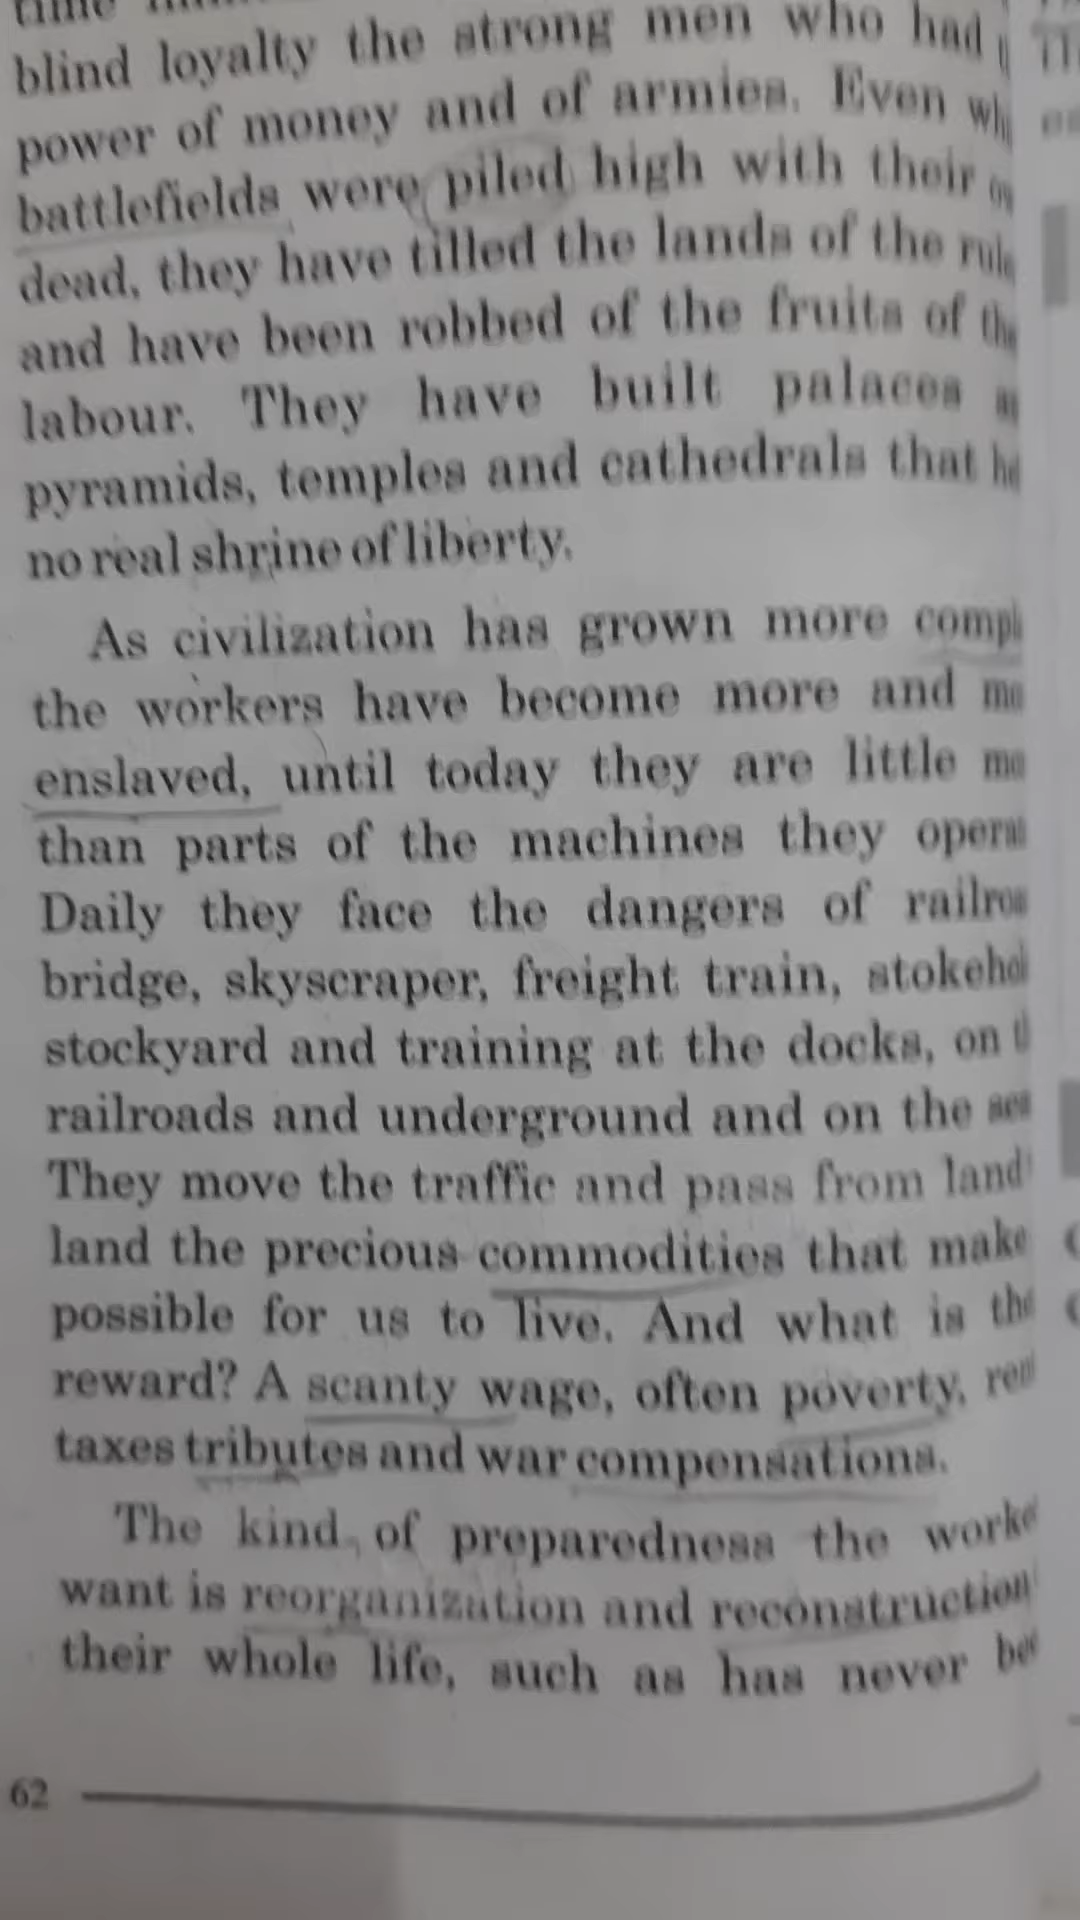 blind loyalty the strong men who had
power of money and of armies. Even
battlefields were piled high with their
dead, they have tilled the lands of the
and have been robbed of the fruits of
labour. They have built palaces
pyramids, temples and cathedrals that
no real shrine of liberty.
As civilization has grown more
the workers have become more and
enslaved, until today they are little
than parts of the machines they
Daily they face the dangers of
bridge, skyscraper, freight train,
stockyard and training at the docks, on
railroads and underground and on the
They move the traffic and pass from land
land the precious commodities that make
possible for us to live. And what is
reward? A scanty wage, often poverty,
taxes tributes and war compensations.
The kind of preparedness the
want is reorganization and reconstruction
their whole life, such as has never
62